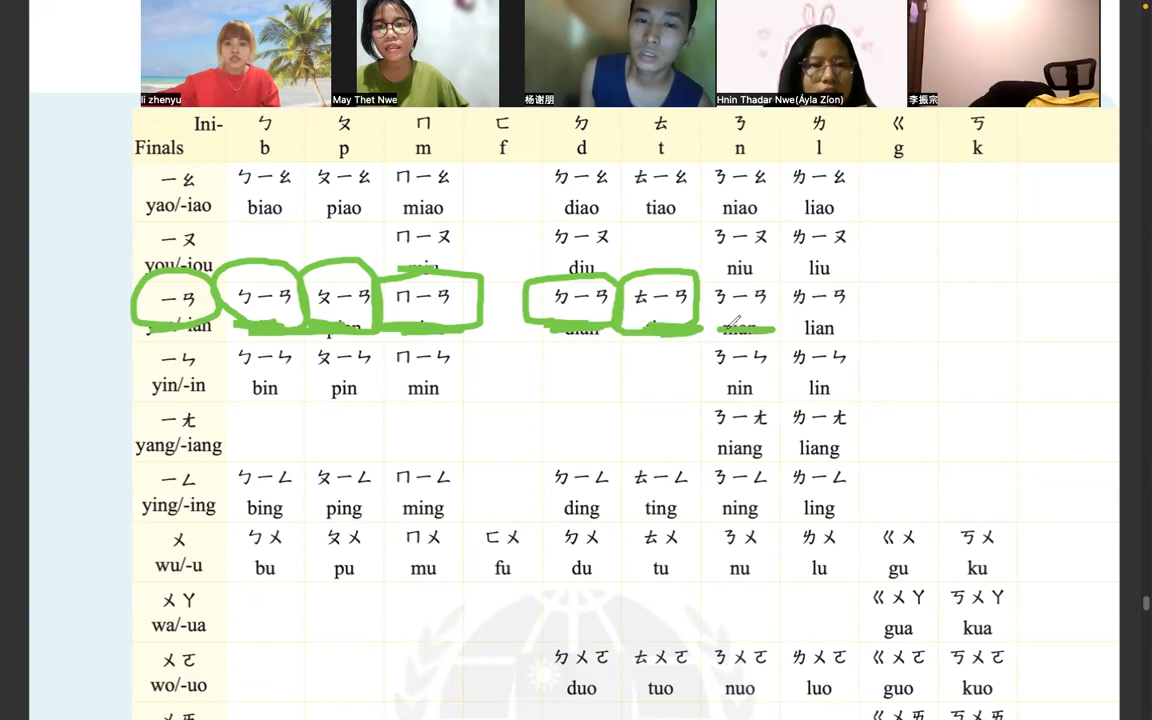 li zhenyu
May Thet Nwe
杨谢朋
Hnin Thadar Nwe(Ayla Zion)
李振宗
Ini- ㄅ ㄆ ㄇ ㄈ ㄉ ㄊ ㄋ ㄌ ㄍ ㄎ
Finals b p m f d t n l g k
ㄧㄠ ㄅㄧㄠ ㄆㄧㄠ ㄇㄧㄠ ㄉㄧㄠ ㄊㄧㄠ ㄋㄧㄠ ㄌㄧㄠ
yao/-iao biao piao miao diao tiao niao liao
ㄧㄡ ㄇㄧㄡ ㄉㄧㄡ ㄋㄧㄡ ㄌㄧㄡ
you/-iou diu niu liu
ㄧㄢ ㄅㄧㄢ ㄆㄧㄢ ㄇㄧㄢ ㄉㄧㄢ ㄊㄧㄢ ㄋㄧㄢ ㄌㄧㄢ
dian lian
ㄧㄣ ㄅㄧㄣ ㄆㄧㄣ ㄇㄧㄣ ㄋㄧㄣ ㄌㄧㄣ
yin/-in bin pin min nin lin
ㄧㄤ ㄋㄧㄤ ㄌㄧㄤ
yang/-iang niang liang
ㄧㄥ ㄅㄧㄥ ㄆㄧㄥ ㄇㄧㄥ ㄉㄧㄥ ㄊㄧㄥ ㄋㄧㄥ ㄌㄧㄥ
ying/-ing bing ping ming ding ting ning ling
ㄨ ㄅㄨ ㄆㄨ ㄇㄨ ㄈㄨ ㄉㄨ ㄊㄨ ㄋㄨ ㄌㄨ ㄍㄨ ㄎㄨ
wu/-u bu pu mu fu du tu nu lu gu ku
ㄨㄚ ㄍㄨㄚ ㄎㄨㄚ
wa/-ua gua kua
ㄨㄛ ㄉㄨㄛ ㄊㄨㄛ ㄋㄨㄛ ㄌㄨㄛ ㄍㄨㄛ ㄎㄨㄛ
wo/-uo duo tuo nuo luo guo kuo
ㄨㄞ ㄍㄨㄞ ㄎㄨㄞ